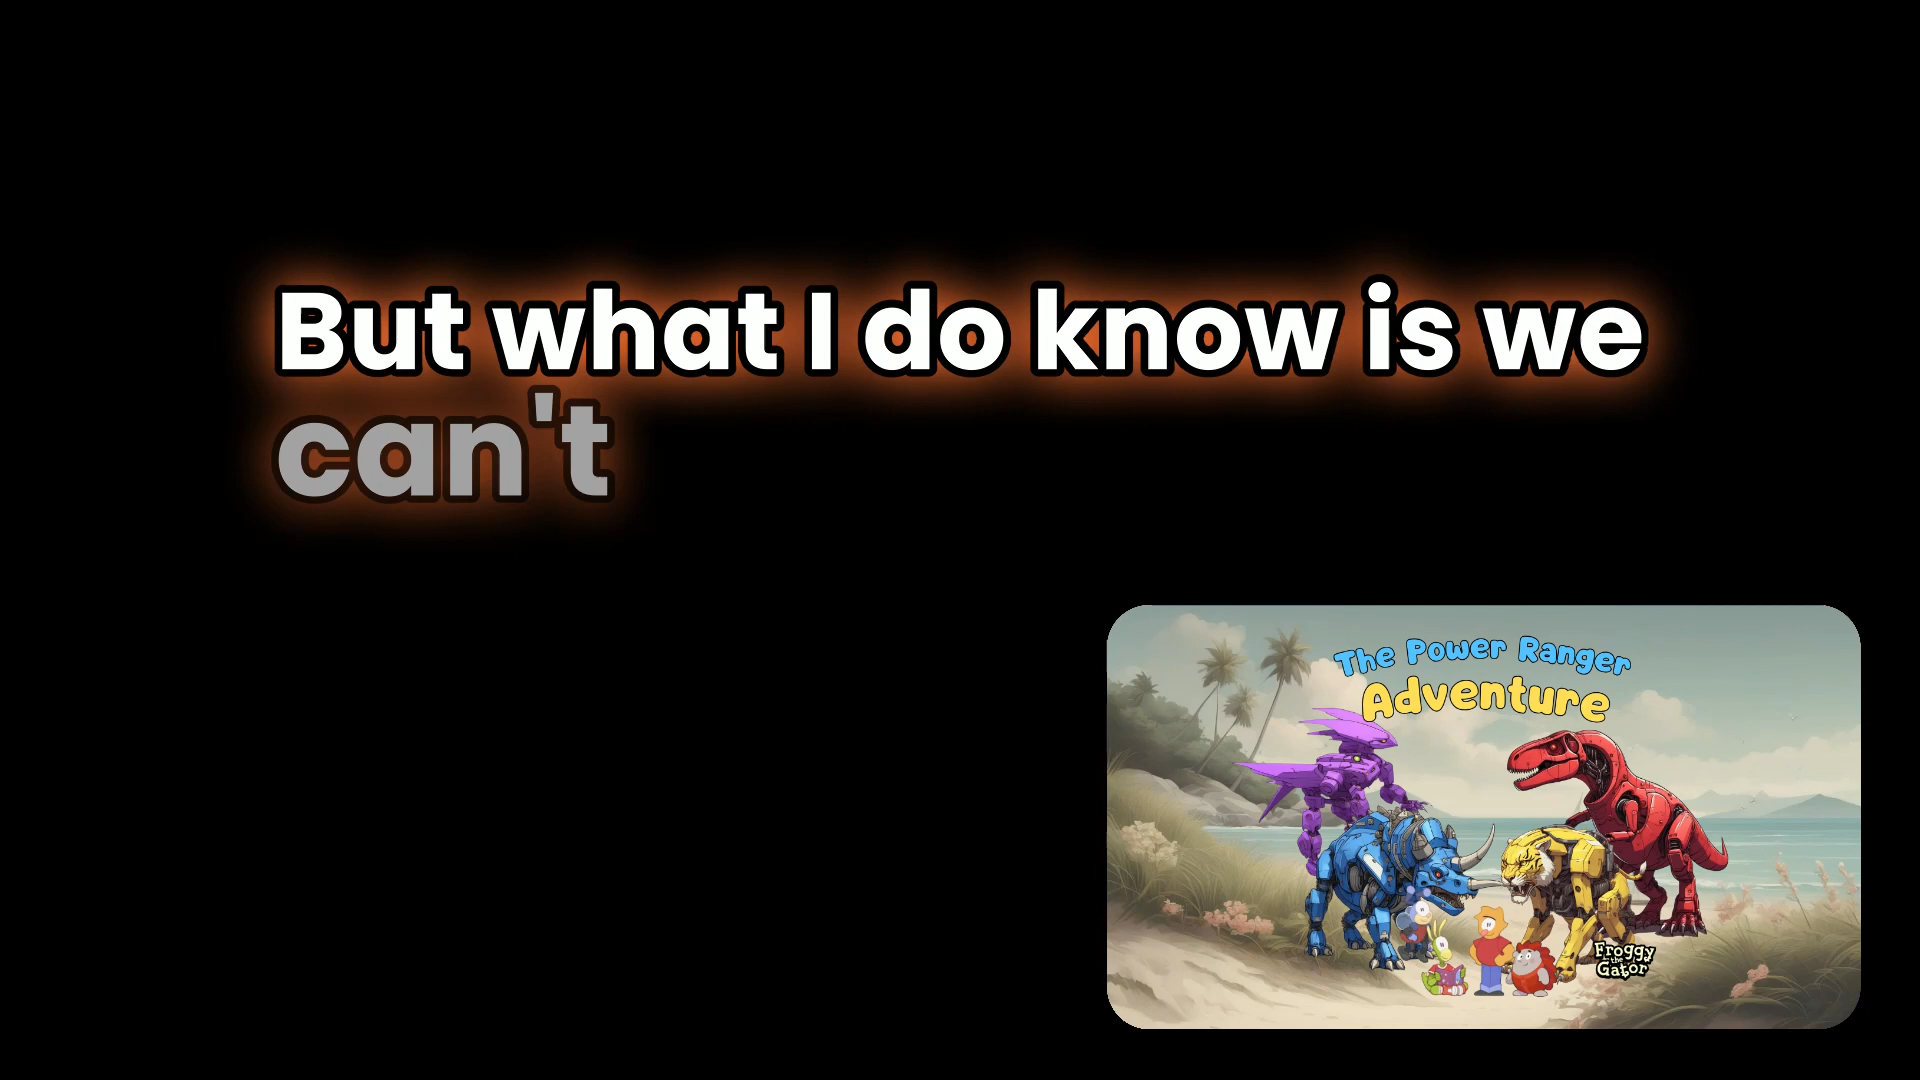 But what I do know is we
can't
The Power Ranger
Adventure
Froggy
the
Gator